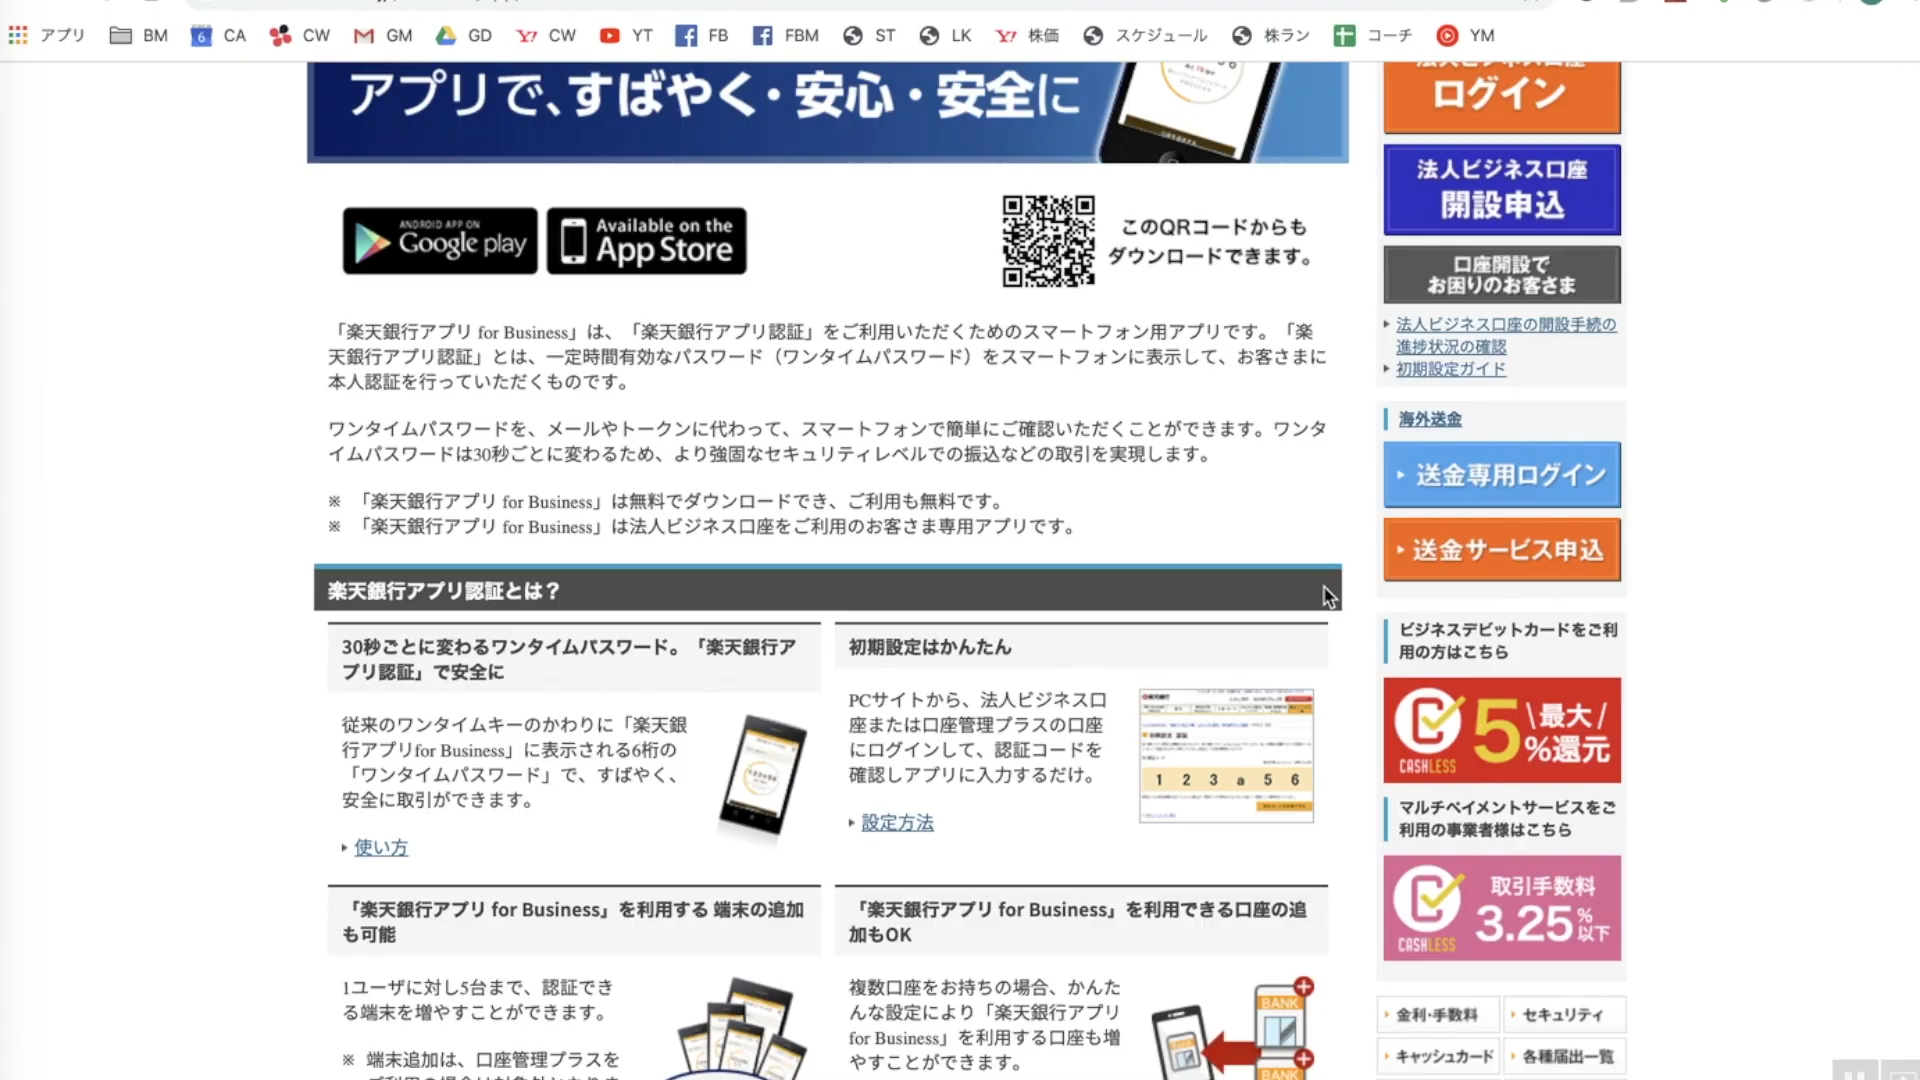 アプリ BM CA CW GM GD CW YT FB FBM ST LK 株価 スケジュール 株ラン コーチ YM
アプリで、すばやく・安心・安全に
ANDROID APP ON
Google play
Available on the
App Store
このQRコードからも
ダウンロードできます。
「楽天銀行アプリ for Business」は、「楽天銀行アプリ認証」をご利用いただくためのスマートフォン用アプリです。「楽
天銀行アプリ認証」とは、一定時間有効なパスワード（ワンタイムパスワード）をスマートフォンに表示して、お客さまに
本人認証を行っていただくものです。
ワンタイムパスワードを、メールやトークンに代わって、スマートフォンで簡単にご確認いただくことができます。ワンタ
イムパスワードは30秒ごとに変わるため、より強固なセキュリティレベルでの振込などの取引を実現します。
※ 「楽天銀行アプリ for Business」は無料でダウンロードでき、ご利用も無料です。
※ 「楽天銀行アプリ for Business」は法人ビジネス口座をご利用のお客さま専用アプリです。
楽天銀行アプリ認証とは？
30秒ごとに変わるワンタイムパスワード。「楽天銀行ア
プリ認証」で安全に
従来のワンタイムキーのかわりに「楽天銀
行アプリfor Business」に表示される6桁の
「ワンタイムパスワード」で、すばやく、
安全に取引ができます。
使い方
初期設定はかんたん
PCサイトから、法人ビジネス口
座または口座管理プラスの口座
にログインして、認証コードを
確認しアプリに入力するだけ。
1 2 3 a 5 6
設定方法
「楽天銀行アプリ for Business」を利用する 端末の追加
も可能
1ユーザに対し5台まで、認証でき
る端末を増やすことができます。
※ 端末追加は、口座管理プラスを
「楽天銀行アプリ for Business」を利用できる口座の追
加もOK
複数口座をお持ちの場合、かんた
んな設定により「楽天銀行アプリ
for Business」を利用する口座も増
やすことができます。
BANK
BANK
法人ビジネス口座
ログイン
法人ビジネス口座
開設申込
口座開設で
お困りのお客さま
法人ビジネス口座の開設手続の
進捗状況の確認
初期設定ガイド
海外送金
送金専用ログイン
送金サービス申込
ビジネスデビットカードをご利
用の方はこちら
CASHLESS
最大
5%還元
マルチペイメントサービスをご
利用の事業者様はこちら
CASHLESS
取引手数料
3.25%以下
金利・手数料 セキュリティ
キャッシュカード 各種届出一覧